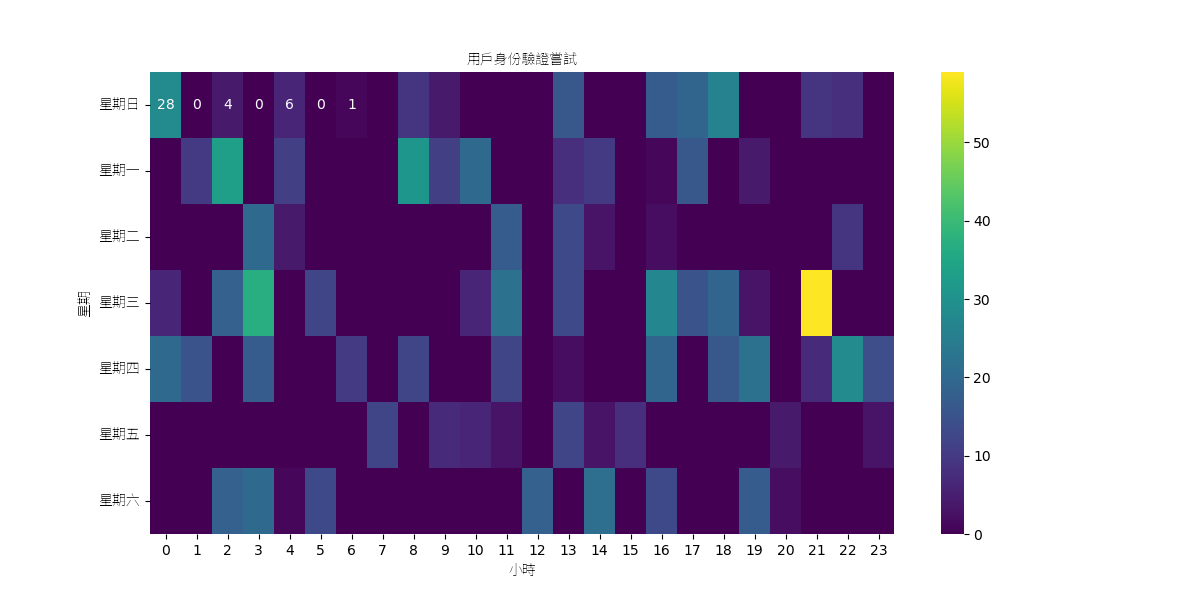 用戶身份驗證嘗試
星期日 28 0 4 0 6 0 1
星期一
星期二
星期三
星期四
星期五
星期六
星期
0 1 2 3 4 5 6 7 8 9 10 11 12 13 14 15 16 17 18 19 20 21 22 23
小時
50
40
30
20
10
0